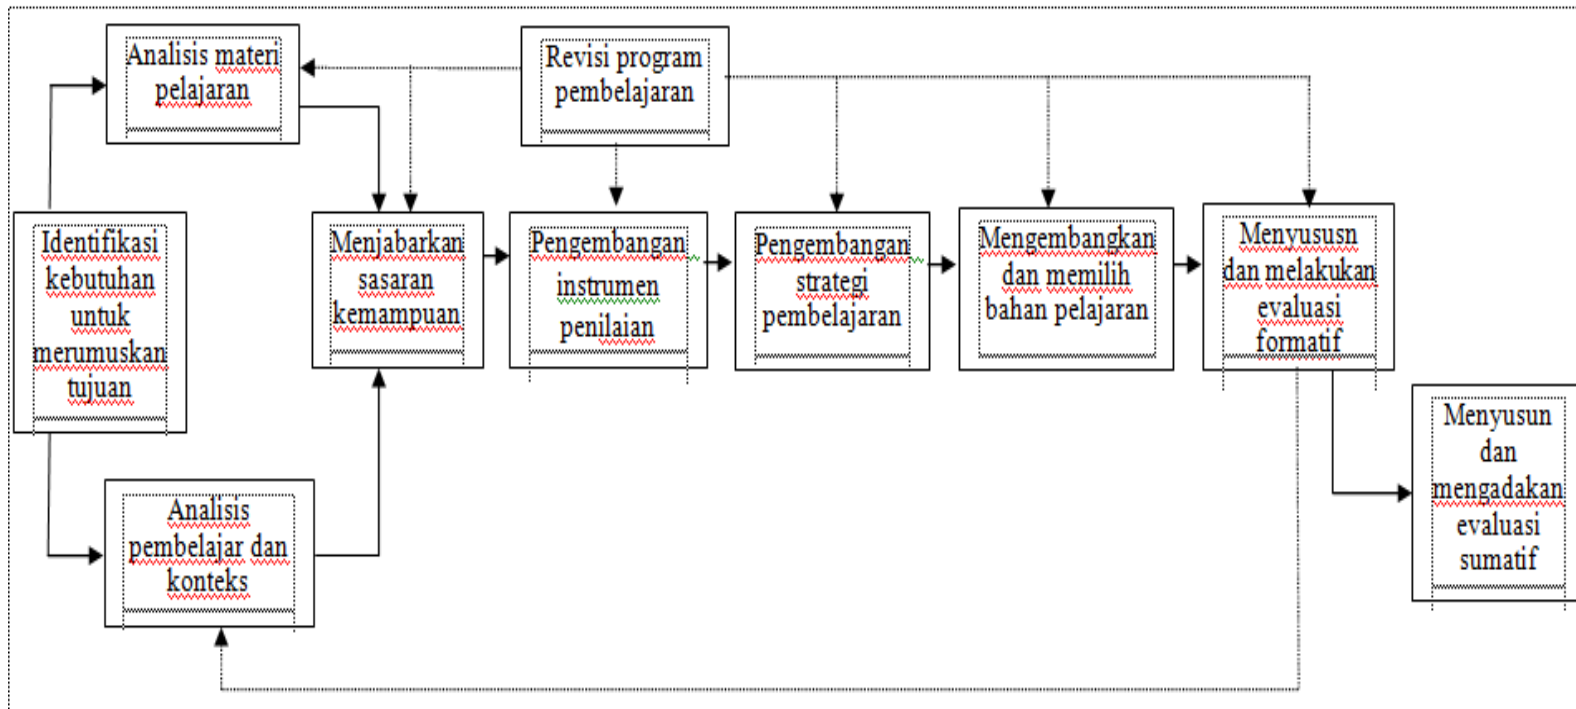 Analisis materi
pelajaran
Revisi program
pembelajaran
Identifikasi
kebutuhan
untuk
merumuskan
tujuan
Menjabarkan
sasaran
kemampuan
Pengembangan
instrumen
penilaian
Pengembangan
strategi
pembelajaran
Mengembangkan
dan memilih
bahan pelajaran
Menyususn
dan melakukan
evaluasi
formatif
Menyusun
dan
mengadakan
evaluasi
sumatif
Analisis
pembelajar dan
konteks